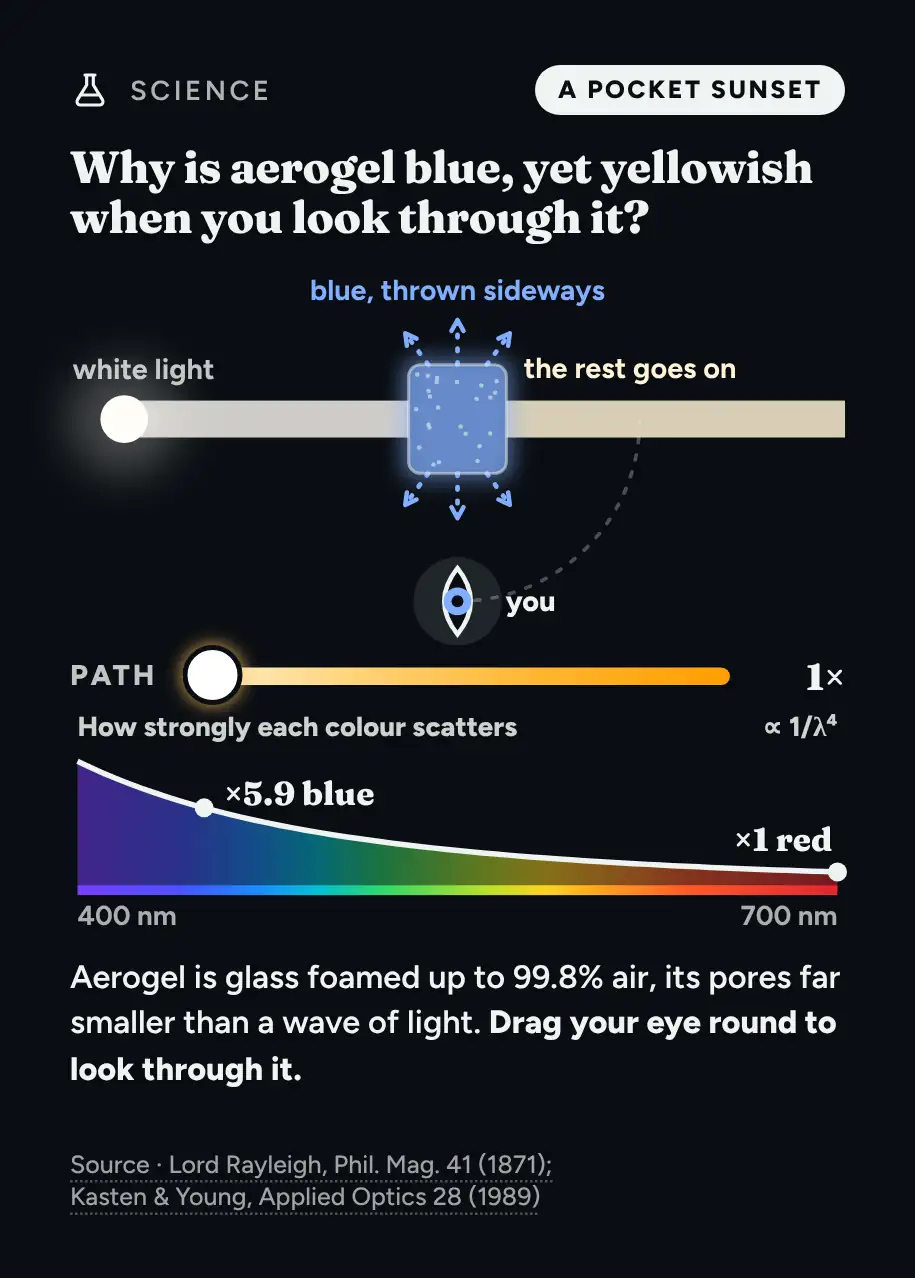 SCIENCE
A POCKET SUNSET
Why is aerogel blue, yet yellowish
when you look through it?
blue, thrown sideways
white light
the rest goes on
you
PATH
1×
How strongly each colour scatters
∝ 1/λ⁴
×5.9 blue
×1 red
400 nm
700 nm
Aerogel is glass foamed up to 99.8% air, its pores far
smaller than a wave of light. Drag your eye round to
look through it.
Source · Lord Rayleigh, Phil. Mag. 41 (1871);
Kasten & Young, Applied Optics 28 (1989)